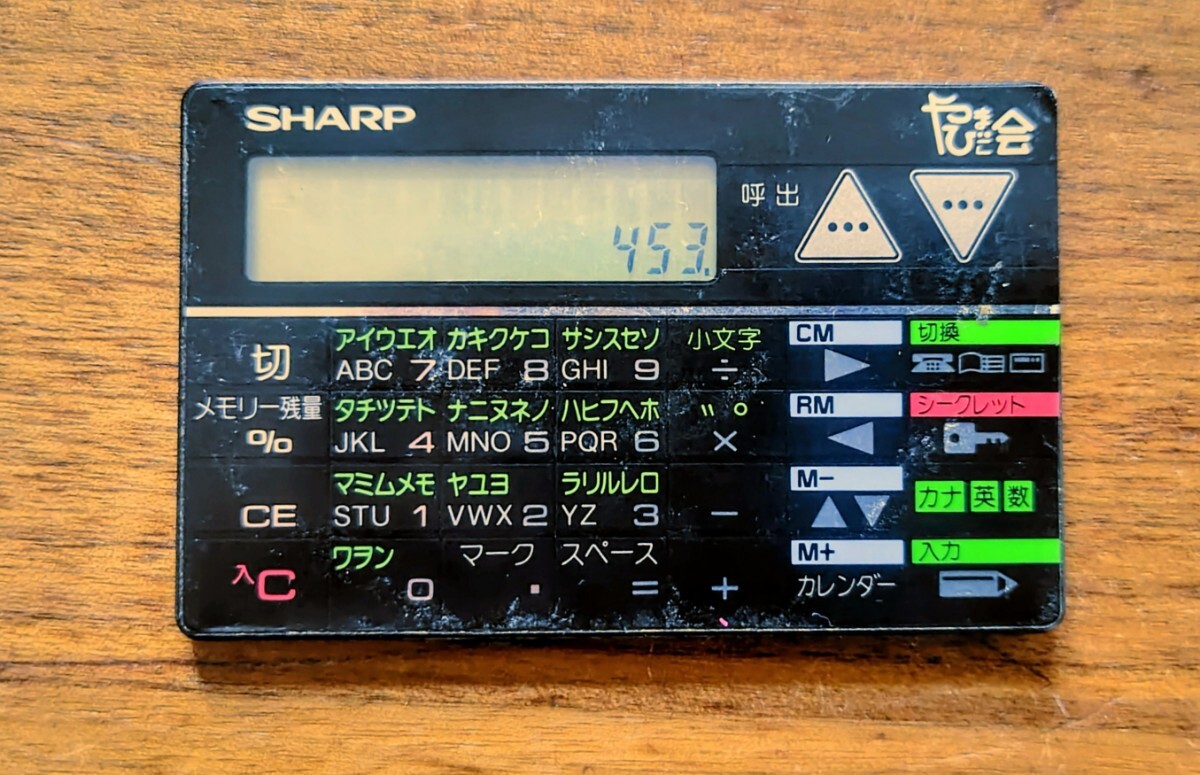 SHARP
やまびこ会
呼出
453.
アイウエオ カキクケコ サシスセソ 小文字 CM 切換
切 ABC 7 DEF 8 GHI 9 ÷
メモリー残量 タチツテト ナニヌネノ ハヒフヘホ " ° RM シークレット
% JKL 4 MNO 5 PQR 6 ×
マミムメモ ヤユヨ ラリルレロ M− カナ 英 数
CE STU 1 VWX 2 YZ 3 −
ワヲン マーク スペース M+ 入力
入C 0 . = + カレンダー